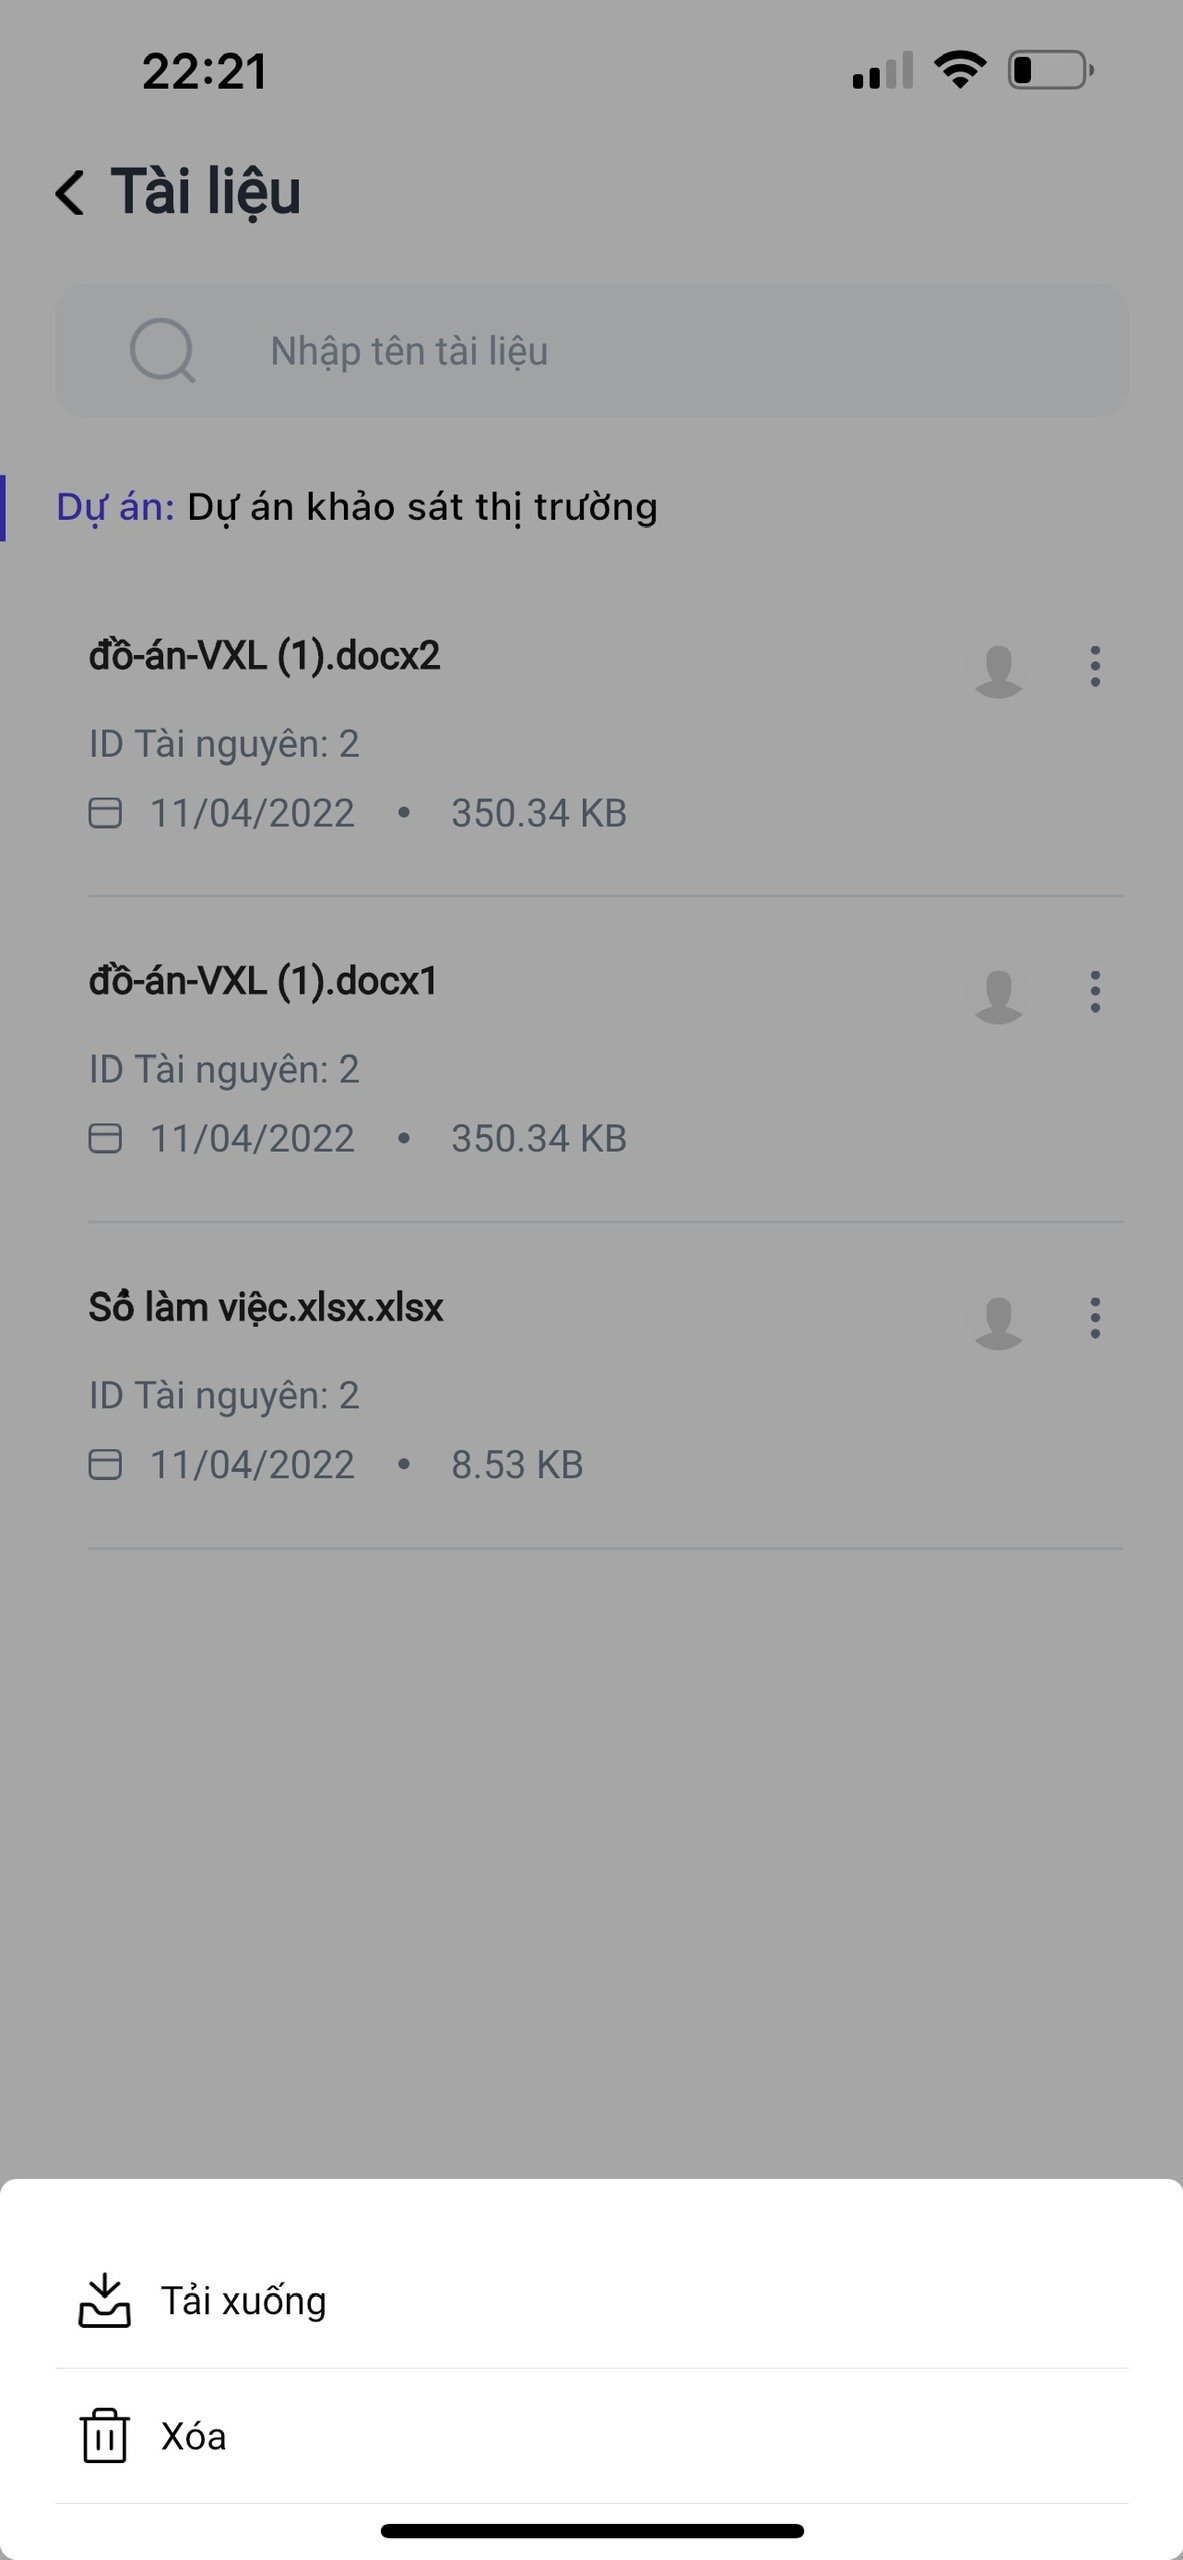 22:21
Tài liệu
Nhập tên tài liệu
Dự án: Dự án khảo sát thị trường
đồ-án-VXL (1).docx2
ID Tài nguyên: 2
11/04/2022 • 350.34 KB
đồ-án-VXL (1).docx1
ID Tài nguyên: 2
11/04/2022 • 350.34 KB
Sổ làm việc.xlsx.xlsx
ID Tài nguyên: 2
11/04/2022 • 8.53 KB
Tải xuống
Xóa